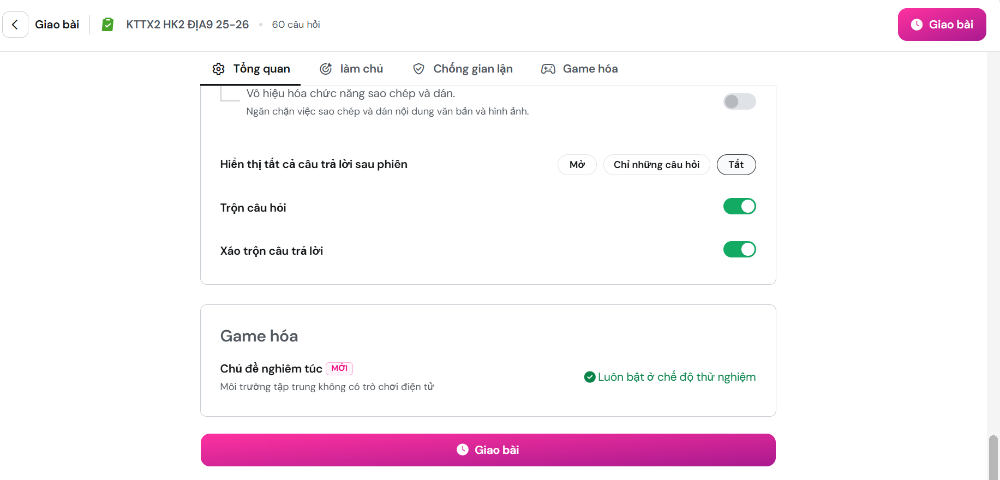 Giao bài
KTTX2 HK2 ĐỊA9 25-26 • 60 câu hỏi
Giao bài
Tổng quan
làm chủ
Chống gian lận
Game hóa
Vô hiệu hóa chức năng sao chép và dán.
Ngăn chặn việc sao chép và dán nội dung văn bản và hình ảnh.
Hiển thị tất cả câu trả lời sau phiên
Mở
Chỉ những câu hỏi
Tắt
Trộn câu hỏi
Xáo trộn câu trả lời
Game hóa
Chủ đề nghiêm túc MỚI
Môi trường tập trung không có trò chơi điện tử
Luôn bật ở chế độ thử nghiệm
Giao bài